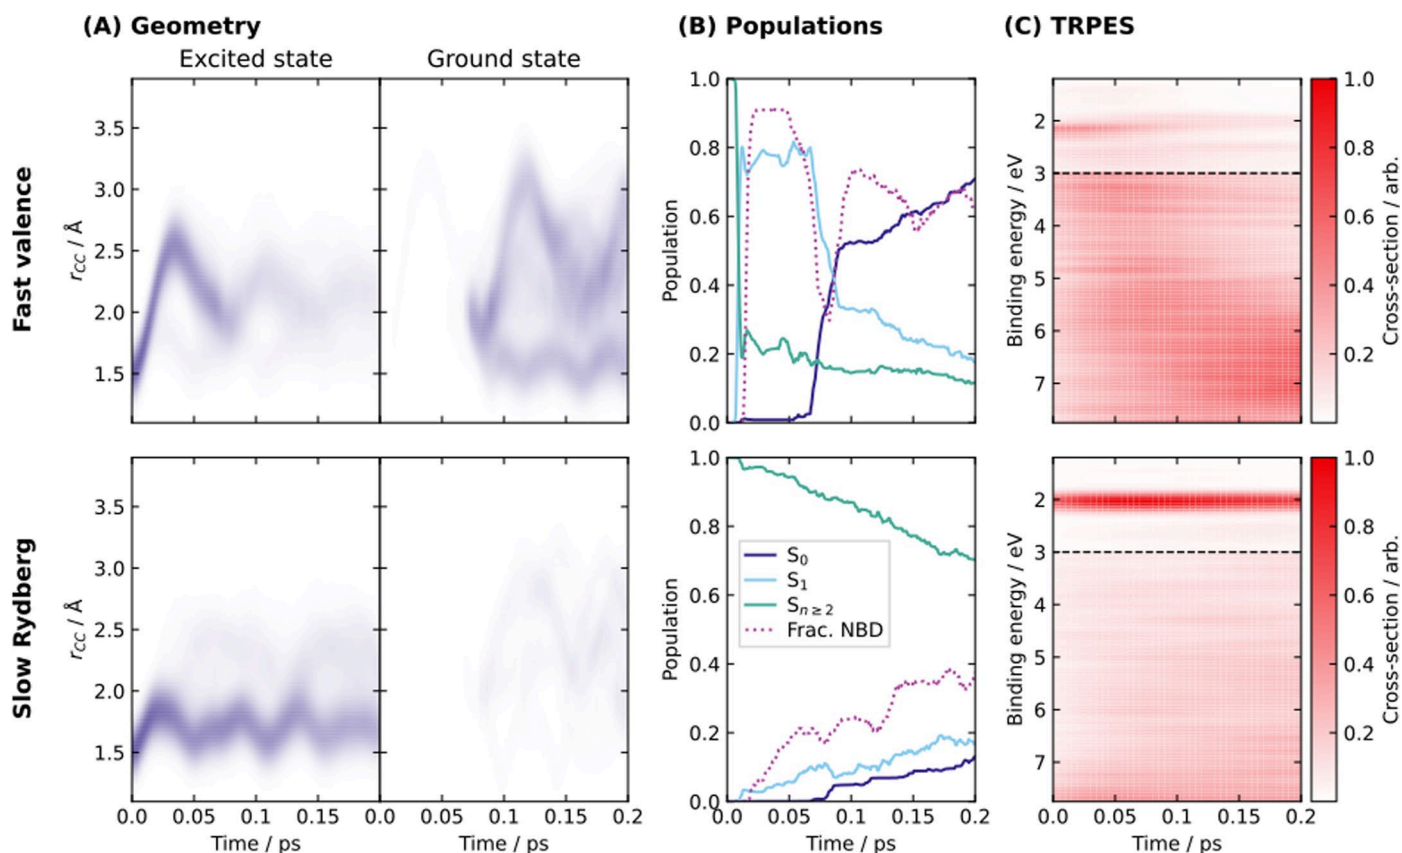 (A) Geometry
(B) Populations
(C) TRPES
Excited state
Ground state
Fast valence
r_CC / Å
3.5
3.0
2.5
2.0
1.5
Population
1.0
0.8
0.6
0.4
0.2
0.0
0.0
0.05
0.1
0.15
0.2
Binding energy / eV
2
3
4
5
6
7
1.0
0.8
0.6
0.4
0.2
Cross-section / arb.
Slow Rydberg
r_CC / Å
3.5
3.0
2.5
2.0
1.5
0.0
0.05
0.1
0.15
0.0
0.05
0.1
0.15
0.2
Time / ps
Time / ps
Population
1.0
0.8
0.6
0.4
0.2
0.0
S₀
S₁
Sₙ ≥ ₂
Frac. NBD
0.0
0.05
0.1
0.15
0.2
Time / ps
Binding energy / eV
2
3
4
5
6
7
0.0
0.1
0.2
Time / ps
1.0
0.8
0.6
0.4
0.2
Cross-section / arb.